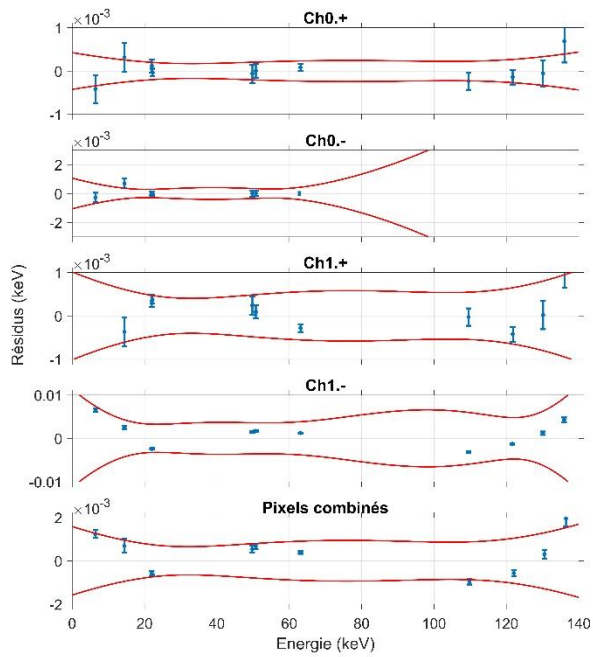 ×10⁻³
Ch0.+
1
0
-1
×10⁻³
Ch0.-
2
0
-2
×10⁻³
Ch1.+
1
0
-1
Ch1.-
0.01
0
-0.01
×10⁻³
Pixels combinés
2
0
-2
0 20 40 60 80 100 120 140
Energie (keV)
Résidus (keV)